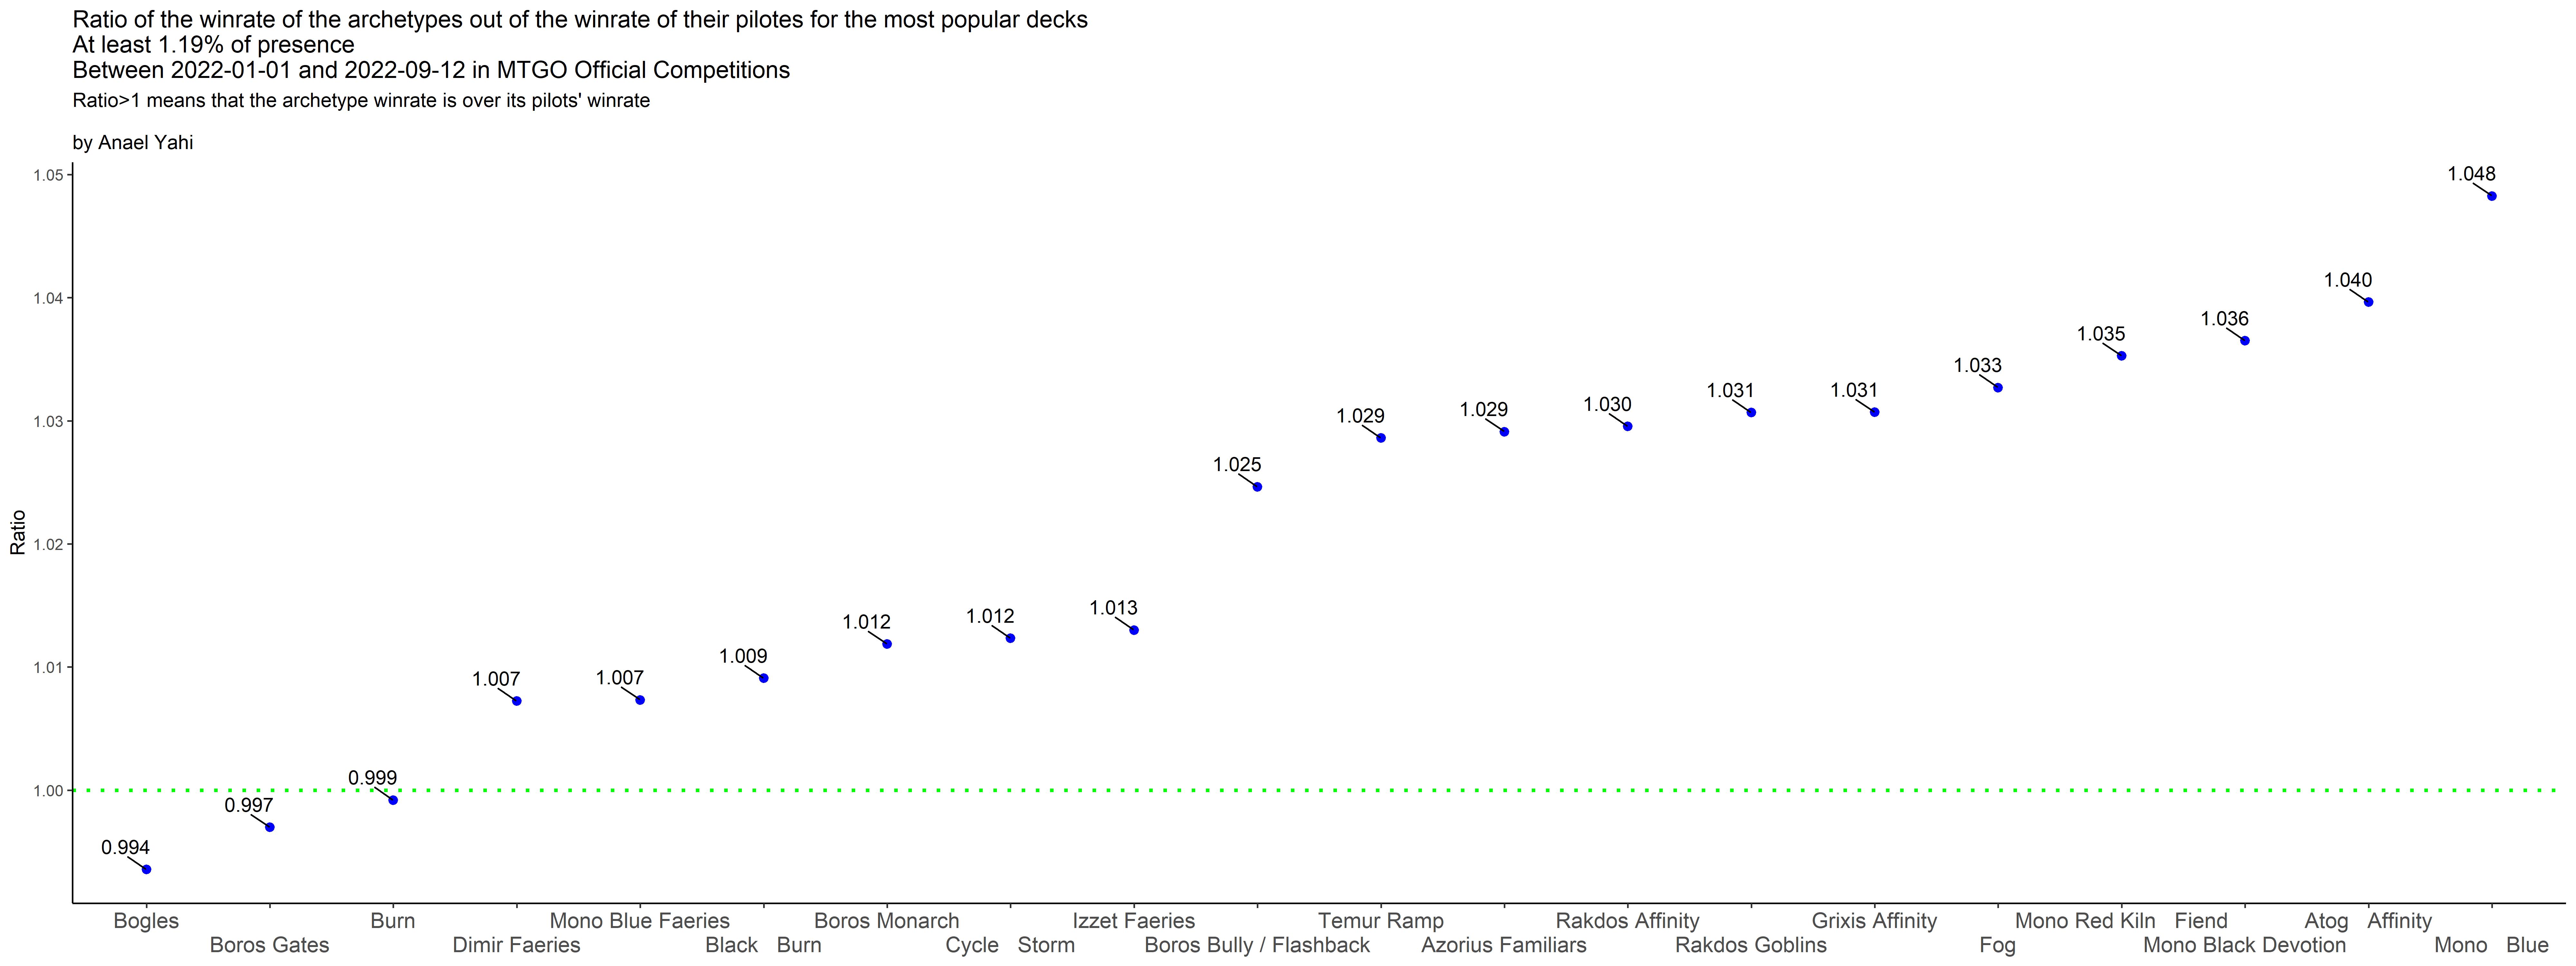 Ratio of the winrate of the archetypes out of the winrate of their pilotes for the most popular decks
At least 1.19% of presence
Between 2022-01-01 and 2022-09-12 in MTGO Official Competitions
Ratio>1 means that the archetype winrate is over its pilots' winrate
by Anael Yahi
Ratio
1.05
1.04
1.03
1.02
1.01
1.00
0.994
0.997
0.999
1.007
1.007
1.009
1.012
1.012
1.013
1.025
1.029
1.029
1.030
1.031
1.031
1.033
1.035
1.036
1.040
1.048
Bogles
Boros Gates
Burn
Dimir Faeries
Mono Blue Faeries
Black Burn
Boros Monarch
Cycle Storm
Izzet Faeries
Boros Bully / Flashback
Temur Ramp
Azorius Familiars
Rakdos Affinity
Rakdos Goblins
Grixis Affinity
Fog
Mono Red Kiln Fiend
Mono Black Devotion
Atog Affinity
Mono Blue